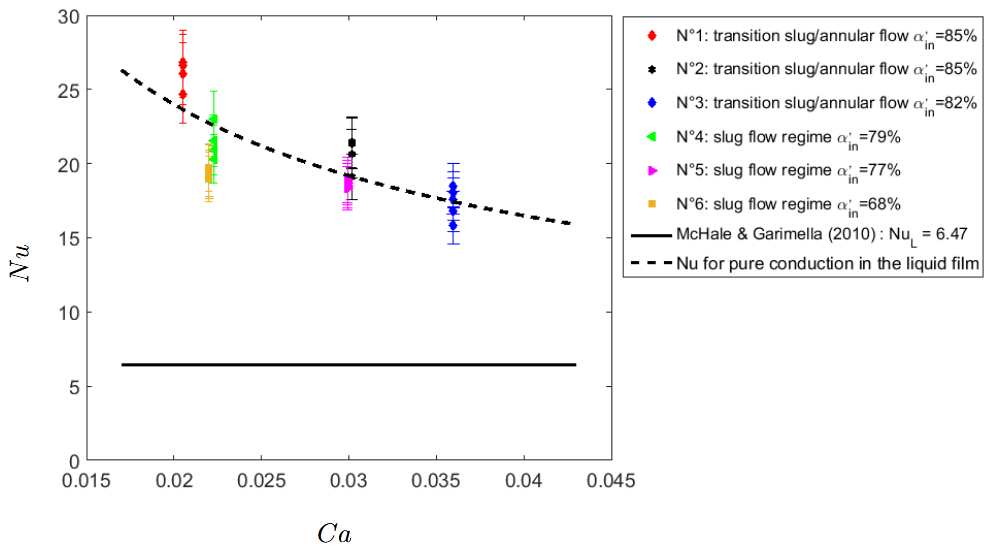 30
25
20
15
10
5
0
0.015 0.02 0.025 0.03 0.035 0.04 0.045
Nu
Ca
N°1: transition slug/annular flow α'in=85%
N°2: transition slug/annular flow α'in=85%
N°3: transition slug/annular flow α'in=82%
N°4: slug flow regime α'in=79%
N°5: slug flow regime α'in=77%
N°6: slug flow regime α'in=68%
McHale & Garimella (2010) : NuL = 6.47
Nu for pure conduction in the liquid film